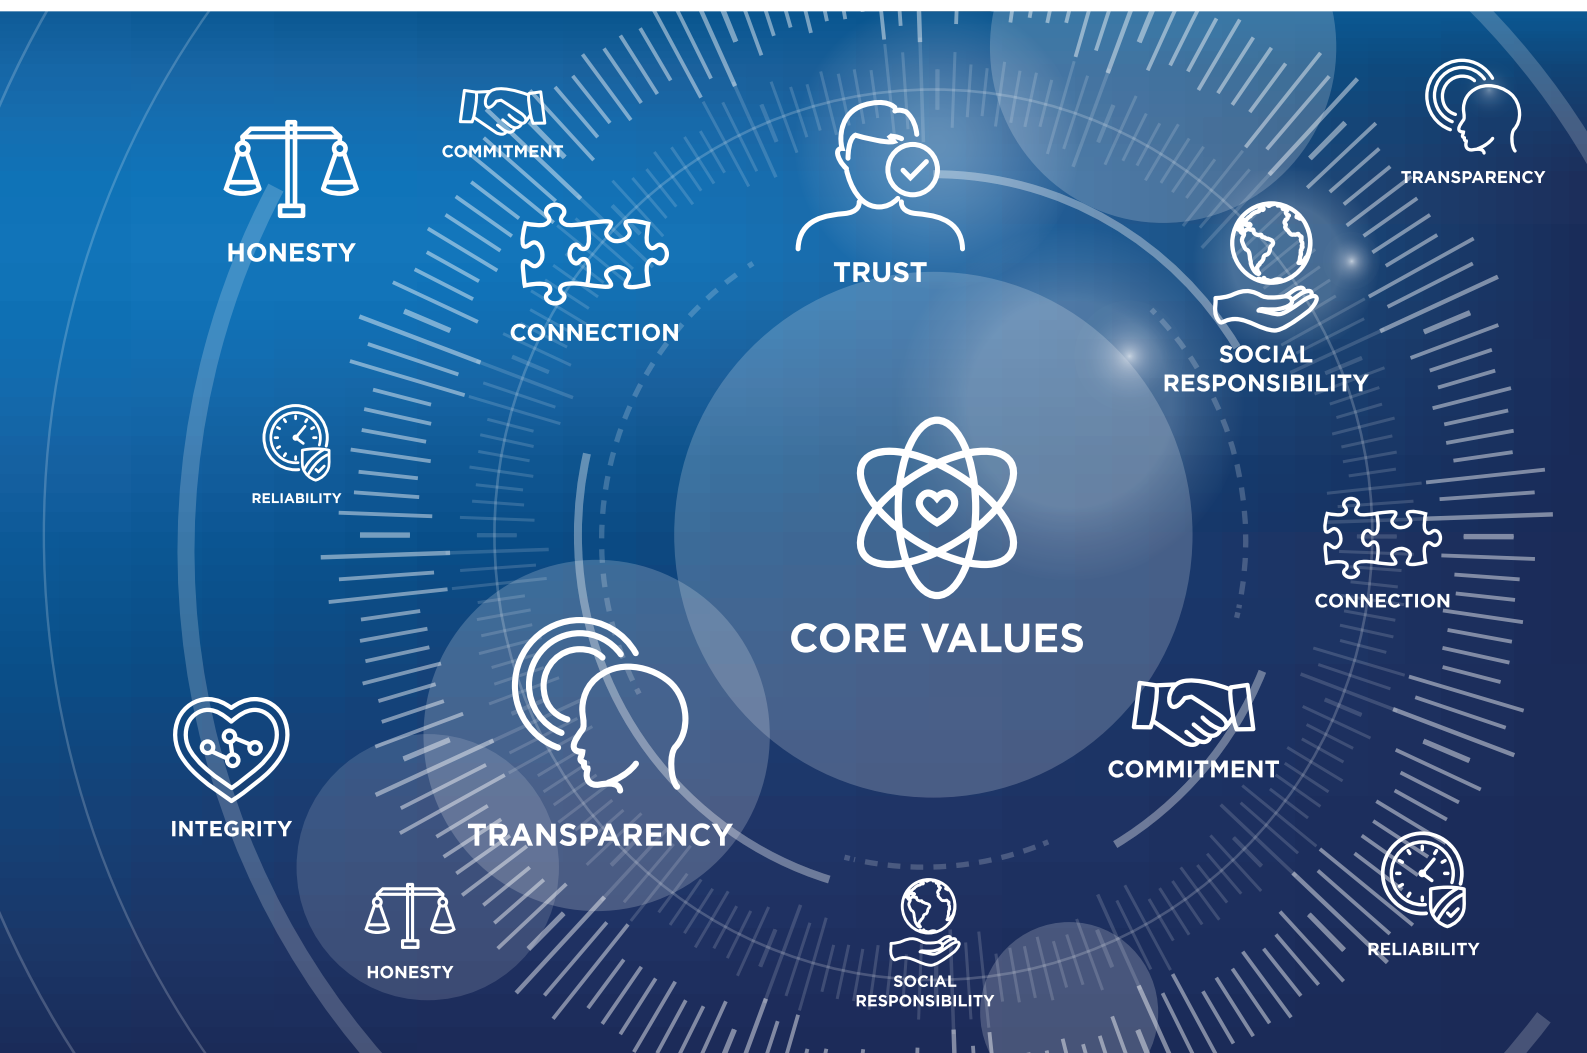 COMMITMENT
TRANSPARENCY
HONESTY
TRUST
CONNECTION
SOCIAL
RESPONSIBILITY
RELIABILITY
CONNECTION
CORE VALUES
COMMITMENT
INTEGRITY
TRANSPARENCY
RELIABILITY
HONESTY
SOCIAL
RESPONSIBILITY